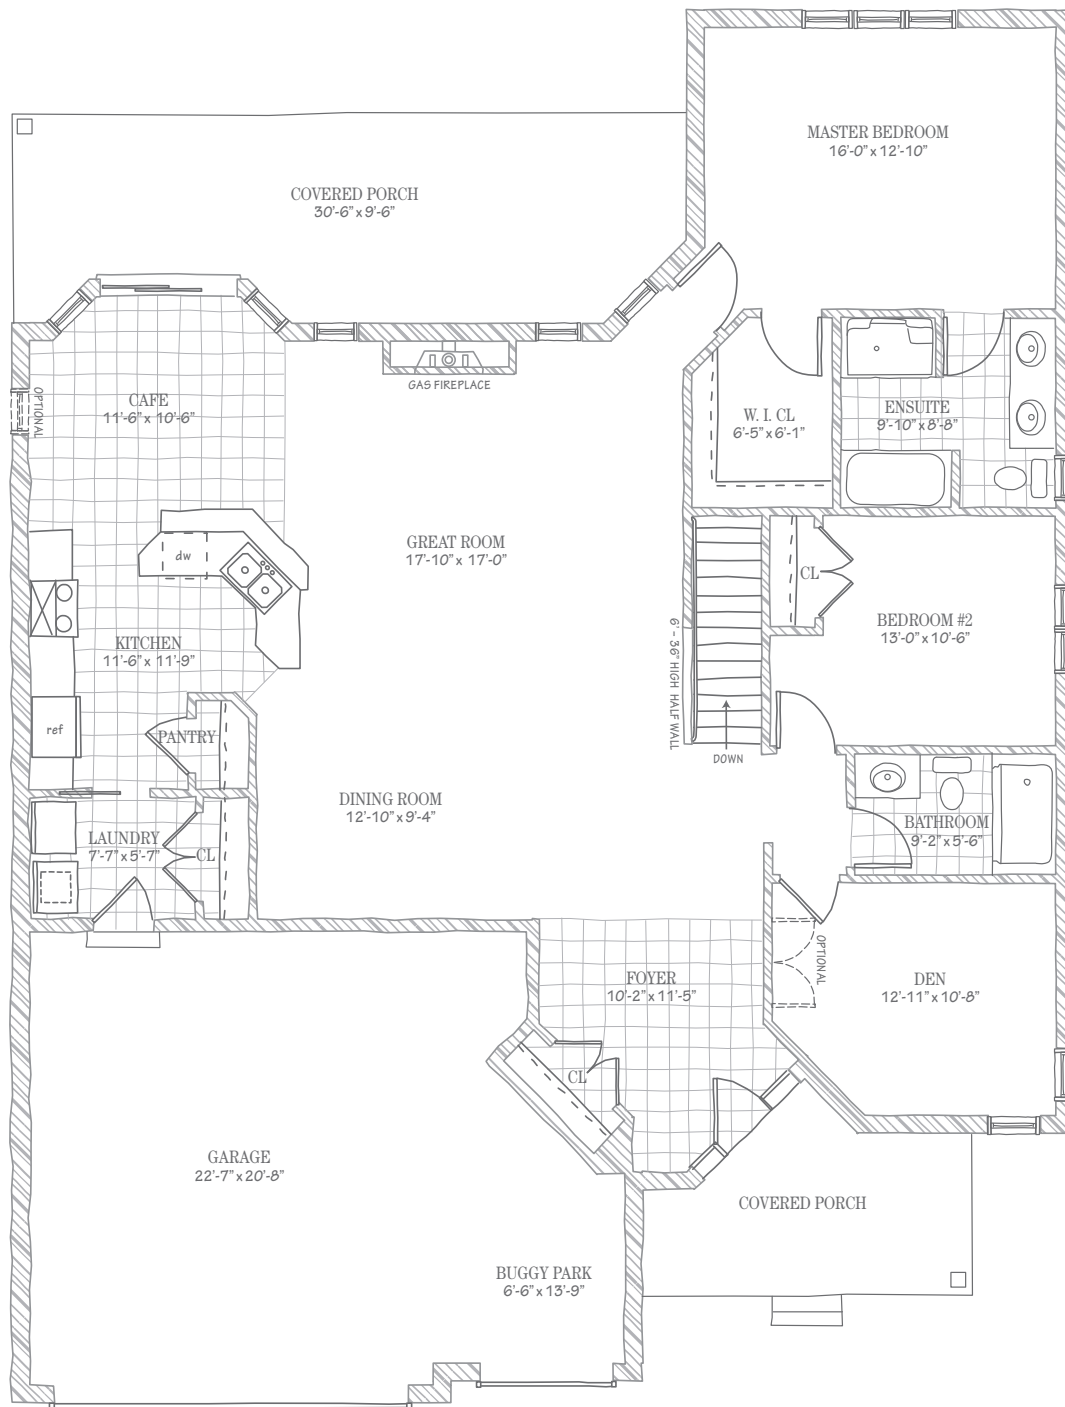 MASTER BEDROOM
16'-0" x 12'-10"
COVERED PORCH
30'-6" x 9'-6"
GAS FIREPLACE
OPTIONAL
CAFE
11'-6" x 10'-6"
W. I. CL
6'-5" x 6'-1"
ENSUITE
9'-10" x 8'-8"
GREAT ROOM
17'-10" x 17'-0"
dw
CL
BEDROOM #2
13'-0" x 10'-6"
KITCHEN
11'-6" x 11'-9"
6' - 36" HIGH HALF WALL
ref
PANTRY
DOWN
DINING ROOM
12'-10" x 9'-4"
LAUNDRY
7'-7" x 5'-7"
CL
BATHROOM
9'-2" x 5'-6"
OPTIONAL
FOYER
10'-2" x 11'-5"
DEN
12'-11" x 10'-8"
CL
GARAGE
22'-7" x 20'-8"
COVERED PORCH
BUGGY PARK
6'-6" x 13'-9"